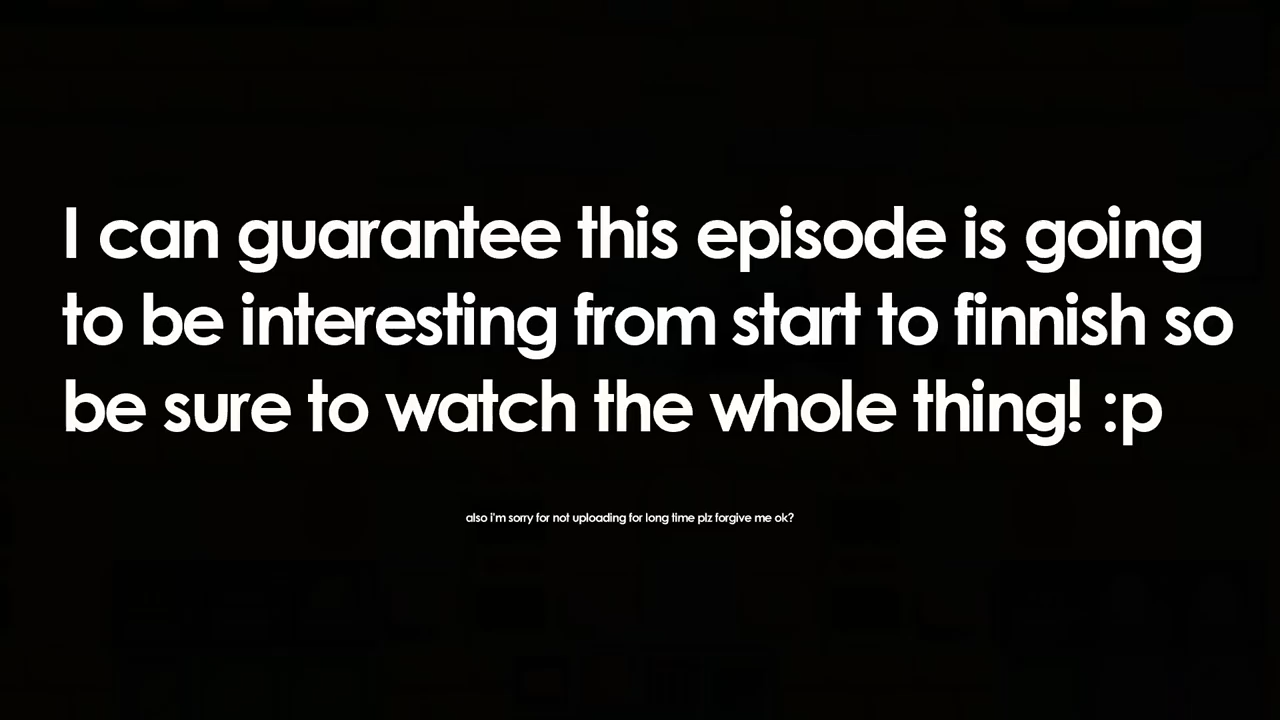 I can guarantee this episode is going
to be interesting from start to finnish so
be sure to watch the whole thing! :p
also i'm sorry for not uploading for long time plz forgive me ok?